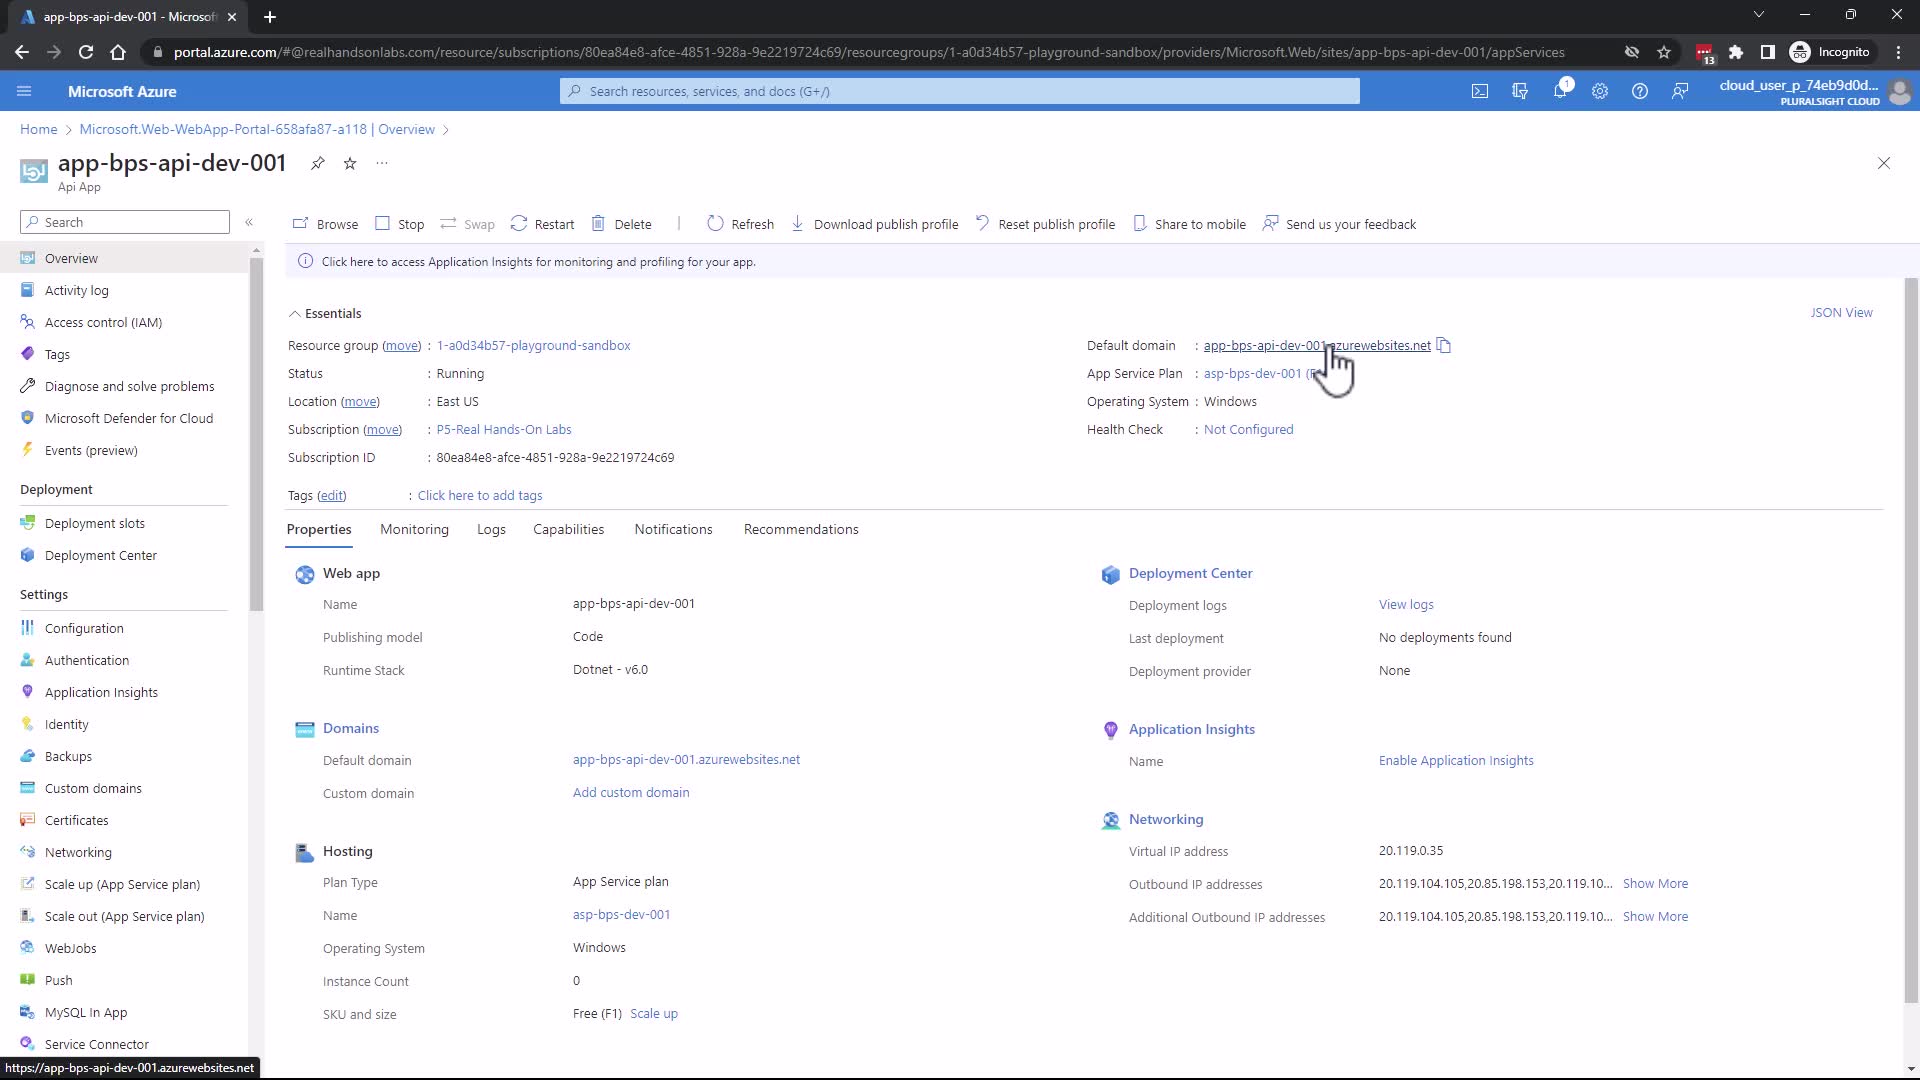 app-bps-api-dev-001 - Microsoft
portal.azure.com/#@realhandsonlabs.com/resource/subscriptions/80ea84e8-afce-4851-928a-9e2219724c69/resourcegroups/1-a0d34b57-playground-sandbox/providers/Microsoft.Web/sites/app-bps-api-dev-001/appServices
13
Incognito
Microsoft Azure
Search resources, services, and docs (G+/)
1
cloud_user_p_74eb9d0d...
PLURALSIGHT CLOUD
Home > Microsoft.Web-WebApp-Portal-658afa87-a118 | Overview >
app-bps-api-dev-001
Api App
Search
Browse Stop Swap Restart Delete Refresh Download publish profile Reset publish profile Share to mobile Send us your feedback
Click here to access Application Insights for monitoring and profiling for your app.
Overview
Activity log
Access control (IAM)
Tags
Diagnose and solve problems
Microsoft Defender for Cloud
Events (preview)
Deployment
Deployment slots
Deployment Center
Settings
Configuration
Authentication
Application Insights
Identity
Backups
Custom domains
Certificates
Networking
Scale up (App Service plan)
Scale out (App Service plan)
WebJobs
Push
MySQL In App
Service Connector
Essentials
JSON View
Resource group (move) : 1-a0d34b57-playground-sandbox
Status : Running
Location (move) : East US
Subscription (move) : P5-Real Hands-On Labs
Subscription ID : 80ea84e8-afce-4851-928a-9e2219724c69
Default domain : app-bps-api-dev-001.azurewebsites.net
App Service Plan : asp-bps-dev-001
Operating System : Windows
Health Check : Not Configured
Tags (edit) : Click here to add tags
Properties Monitoring Logs Capabilities Notifications Recommendations
Web app
Name app-bps-api-dev-001
Publishing model Code
Runtime Stack Dotnet - v6.0
Domains
Default domain app-bps-api-dev-001.azurewebsites.net
Custom domain Add custom domain
Hosting
Plan Type App Service plan
Name asp-bps-dev-001
Operating System Windows
Instance Count 0
SKU and size Free (F1) Scale up
Deployment Center
Deployment logs View logs
Last deployment No deployments found
Deployment provider None
Application Insights
Name Enable Application Insights
Networking
Virtual IP address 20.119.0.35
Outbound IP addresses 20.119.104.105,20.85.198.153,20.119.10... Show More
Additional Outbound IP addresses 20.119.104.105,20.85.198.153,20.119.10... Show More
https://app-bps-api-dev-001.azurewebsites.net